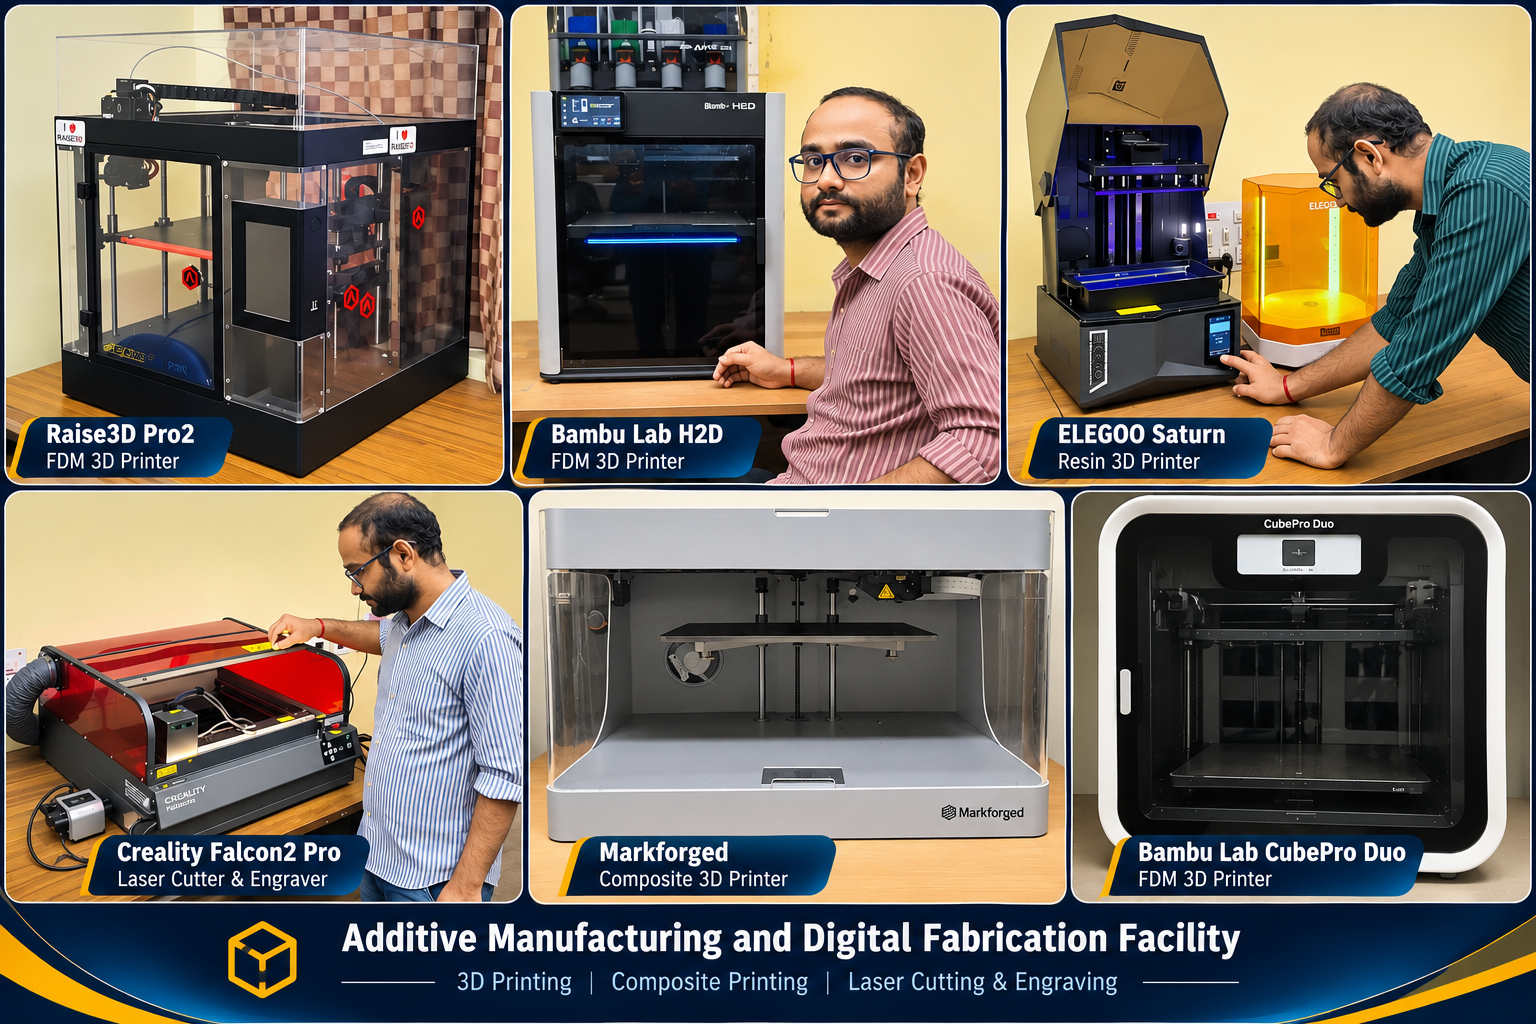 I ❤ RAISE3D
I ❤
H2D
ELEGOO
Raise3D Pro2
FDM 3D Printer
Bambu Lab H2D
FDM 3D Printer
ELEGOO Saturn
Resin 3D Printer
CubePro Duo
CREALITY
Markforged
Creality Falcon2 Pro
Laser Cutter & Engraver
Markforged
Composite 3D Printer
Bambu Lab CubePro Duo
FDM 3D Printer
Additive Manufacturing and Digital Fabrication Facility
3D Printing | Composite Printing | Laser Cutting & Engraving